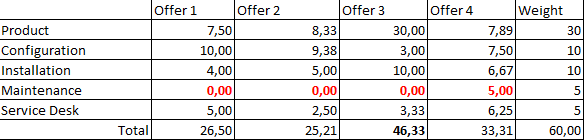 Offer 1 Offer 2 Offer 3 Offer 4 Weight
Product 7,50 8,33 30,00 7,89 30
Configuration 10,00 9,38 3,00 7,50 10
Installation 4,00 5,00 10,00 6,67 10
Maintenance 0,00 0,00 0,00 5,00 5
Service Desk 5,00 2,50 3,33 6,25 5
Total 26,50 25,21 46,33 33,31 60,00